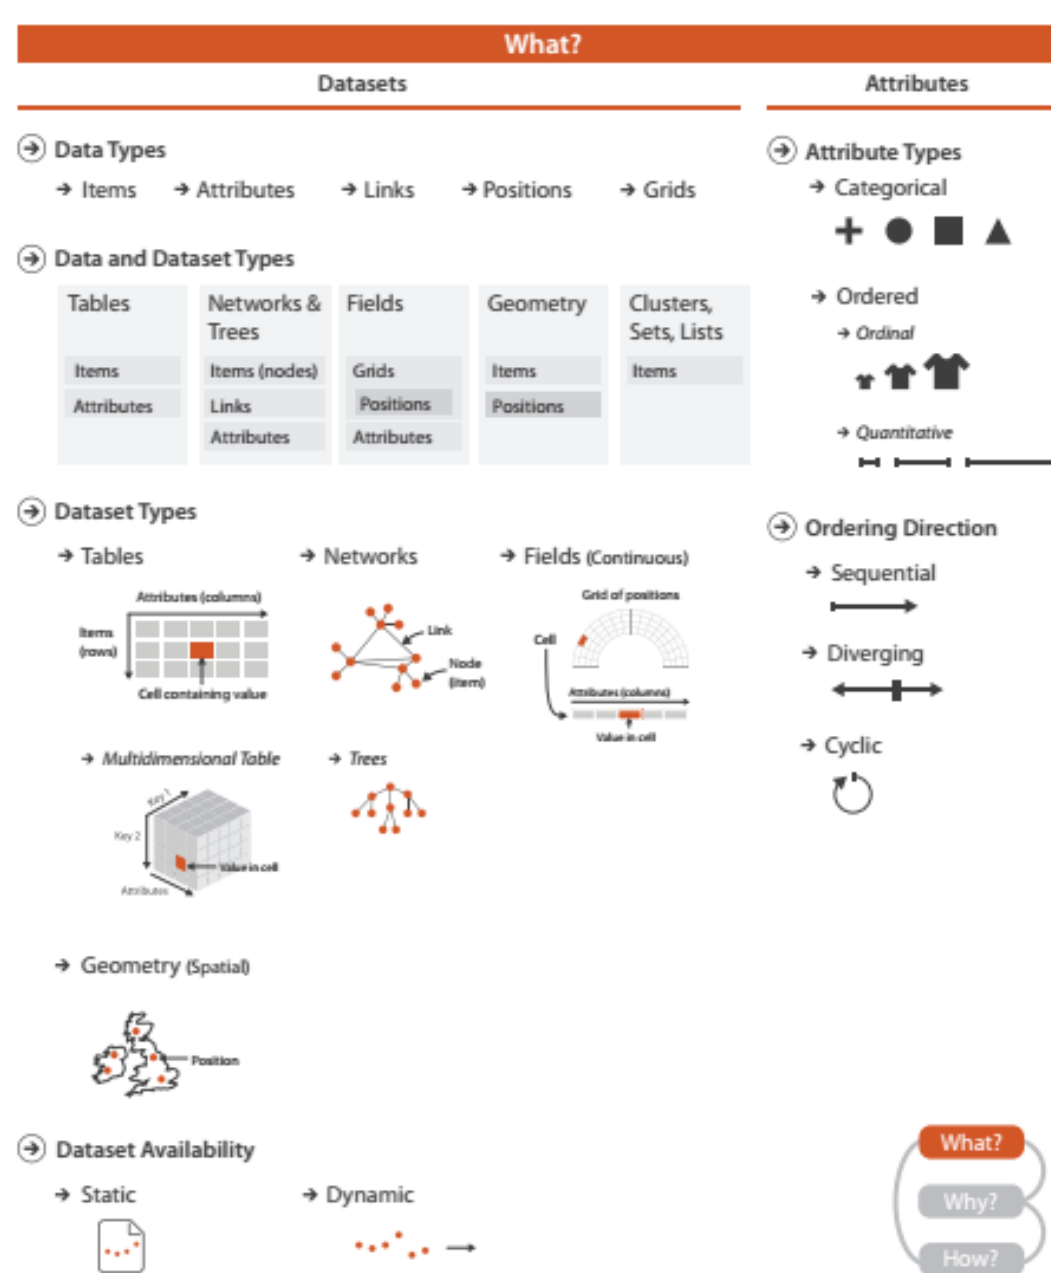 What?
Datasets
Attributes
Data Types
Items
Attributes
Links
Positions
Grids
Data and Dataset Types
Tables
Items
Attributes
Networks &
Trees
Items (nodes)
Links
Attributes
Fields
Grids
Positions
Attributes
Geometry
Items
Positions
Clusters,
Sets, Lists
Items
Dataset Types
Tables
Attributes (columns)
Items
(rows)
Cell containing value
Networks
Link
Node
(item)
Fields (Continuous)
Grid of positions
Cell
Attributes (columns)
Value in cell
Multidimensional Table
Key 1
Key 2
Value in cell
Attributes
Trees
Geometry (Spatial)
Position
Dataset Availability
Static
Dynamic
Attribute Types
Categorical
Ordered
Ordinal
Quantitative
Ordering Direction
Sequential
Diverging
Cyclic
What?
Why?
How?